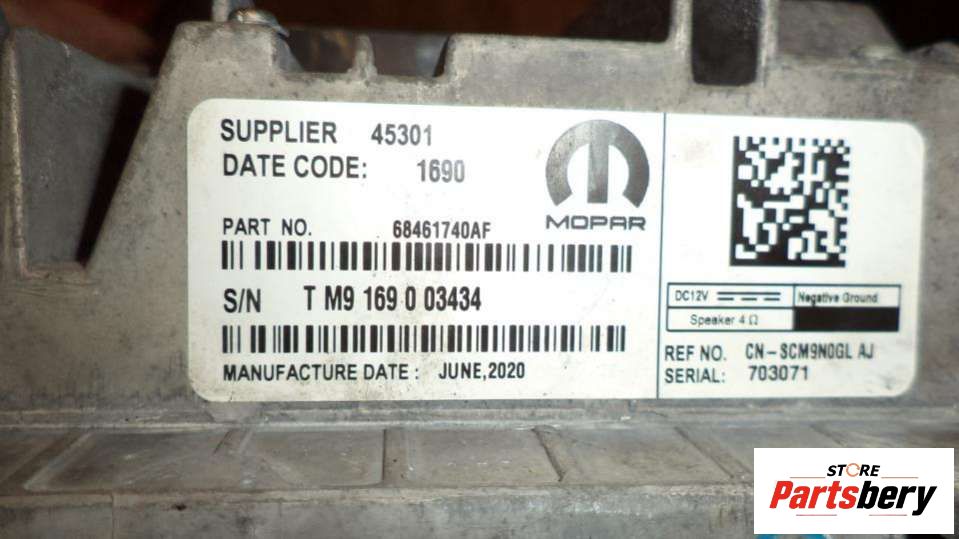 SUPPLIER 45301
DATE CODE: 1690
MOPAR
PART NO. 68461740AF
S/N T M9 169 0 03434
MANUFACTURE DATE : JUNE,2020
DC12V
Negative Ground
Speaker 4 Ω
REF NO. CN-SCM9N0GL AJ
SERIAL: 703071
STORE
Partsbery